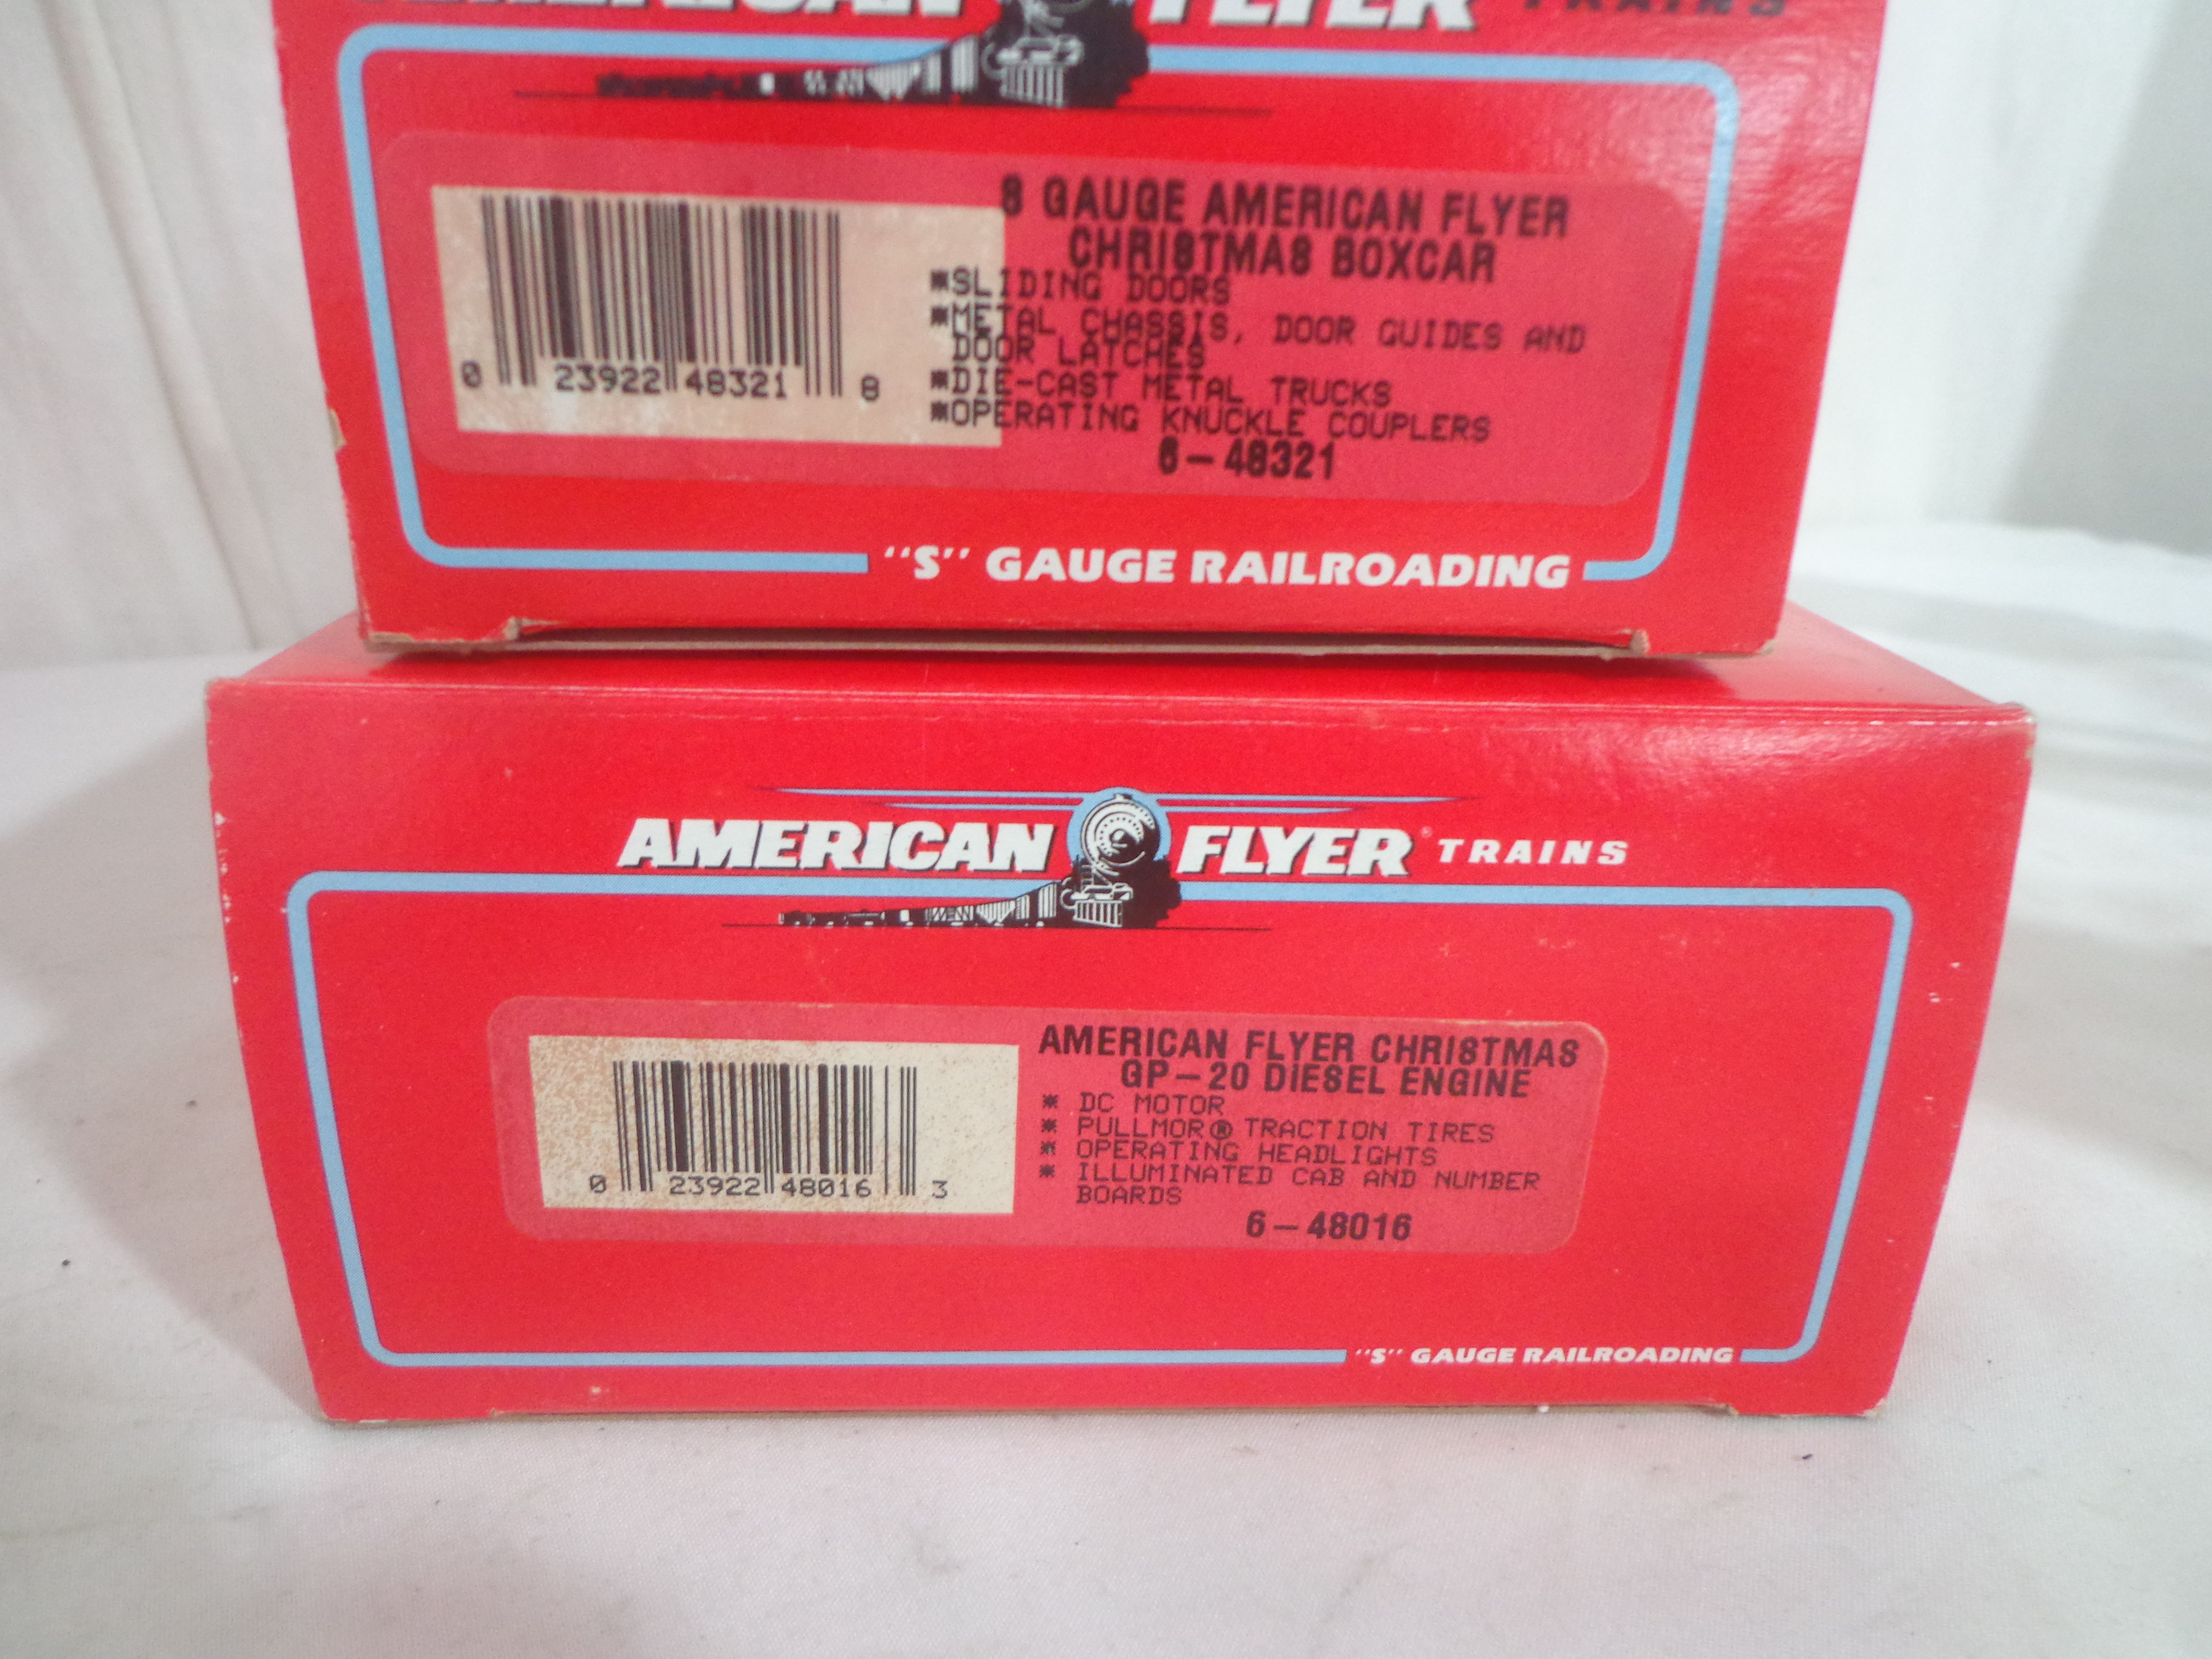 AMERICAN FLYER TRAINS
S GAUGE AMERICAN FLYER
CHRISTMAS BOXCAR
*SLIDING DOORS
*METAL CHASSIS, DOOR GUIDES AND
DOOR LATCHES
*DIE-CAST METAL TRUCKS
*OPERATING KNUCKLE COUPLERS
6-48321
0 23922 48321 8
"S" GAUGE RAILROADING
AMERICAN FLYER® TRAINS
AMERICAN FLYER CHRISTMAS
GP-20 DIESEL ENGINE
* DC MOTOR
* PULLMOR® TRACTION TIRES
* OPERATING HEADLIGHTS
* ILLUMINATED CAB AND NUMBER
BOARDS
6-48016
0 23922 48016 3
"S" GAUGE RAILROADING